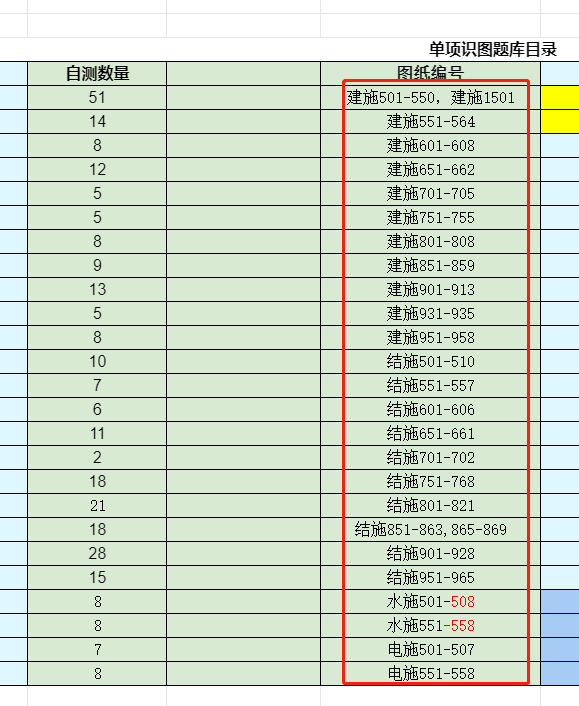 单项识图题库目录
自测数量 图纸编号
51 建施501-550，建施1501
14 建施551-564
8 建施601-608
12 建施651-662
5 建施701-705
5 建施751-755
8 建施801-808
9 建施851-859
13 建施901-913
5 建施931-935
8 建施951-958
10 结施501-510
7 结施551-557
6 结施601-606
11 结施651-661
2 结施701-702
18 结施751-768
21 结施801-821
18 结施851-863,865-869
28 结施901-928
15 结施951-965
8 水施501-508
8 水施551-558
7 电施501-507
8 电施551-558